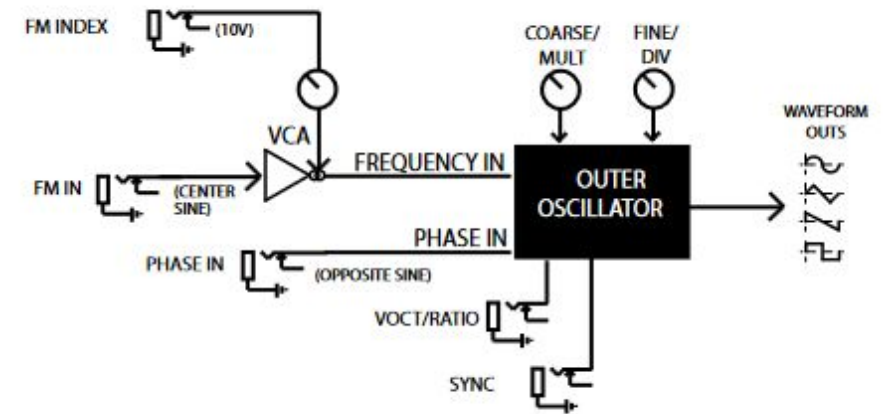 FM INDEX
(10V)
COARSE/
MULT
FINE/
DIV
WAVEFORM
OUTS
VCA
FREQUENCY IN
FM IN
(CENTER
SINE)
OUTER
OSCILLATOR
PHASE IN
PHASE IN
(OPPOSITE SINE)
VOCT/RATIO
SYNC